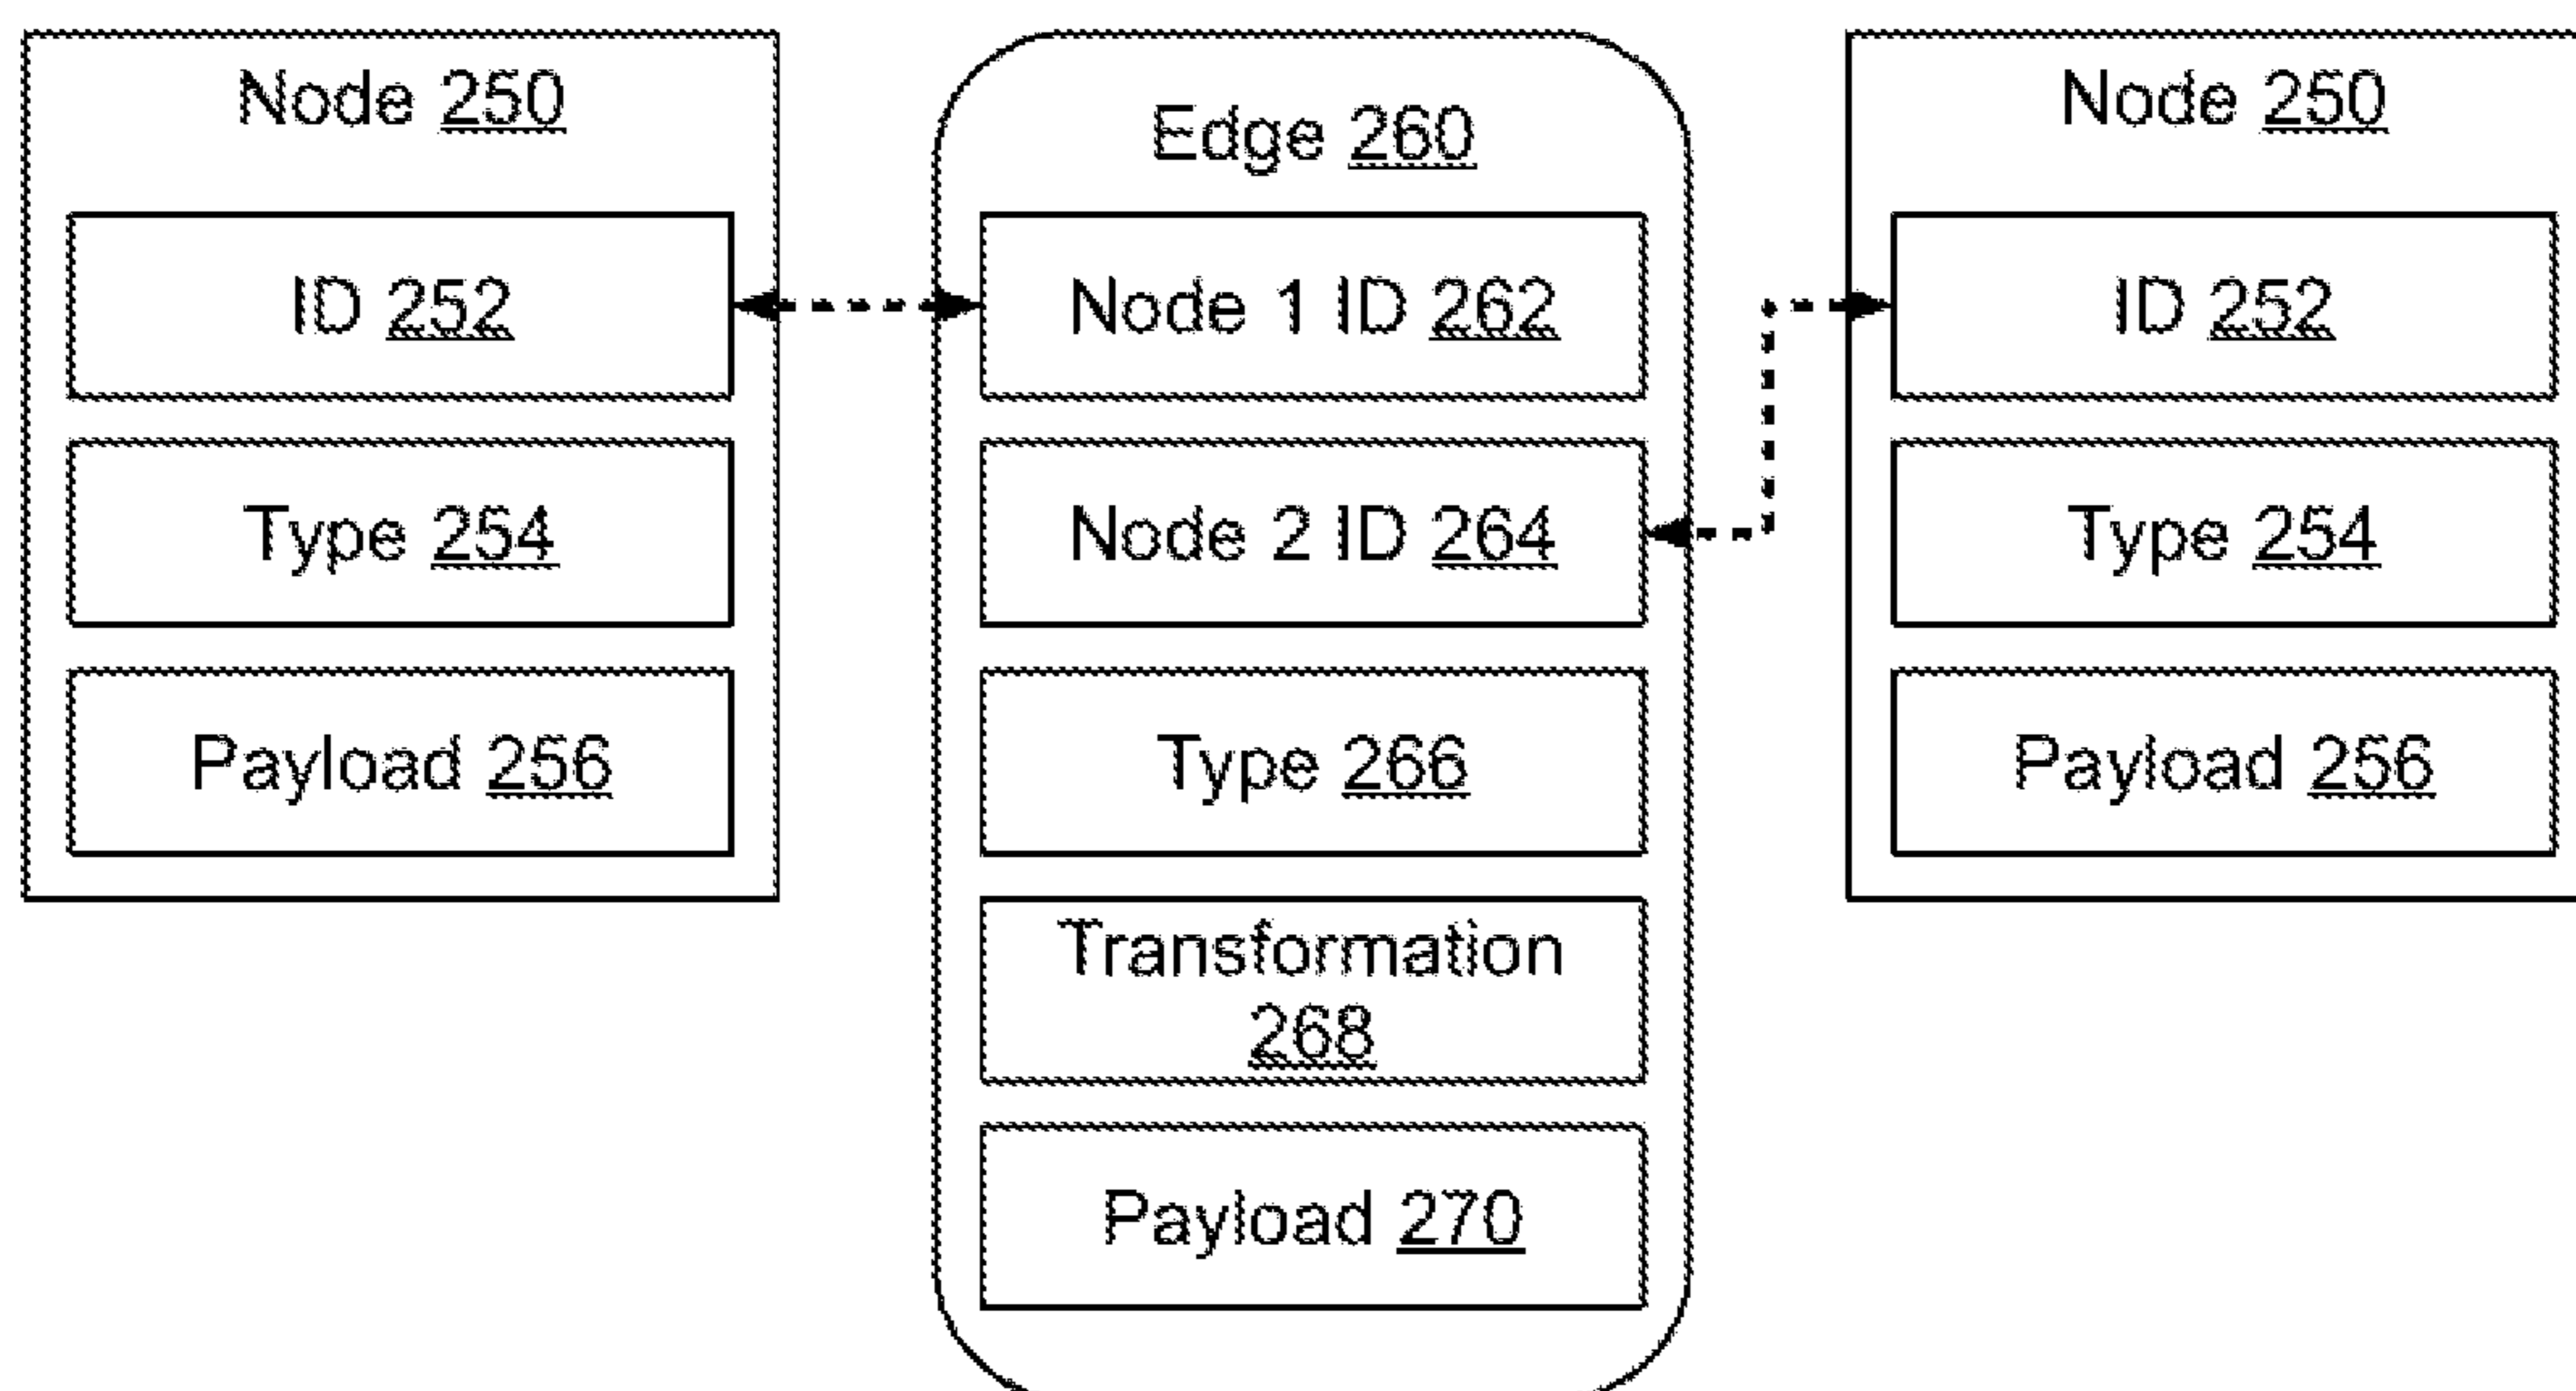 Node 250
ID 252
Type 254
Payload 256
Edge 260
Node 1 ID 262
Node 2 ID 264
Type 266
Transformation
268
Payload 270
Node 250
ID 252
Type 254
Payload 256